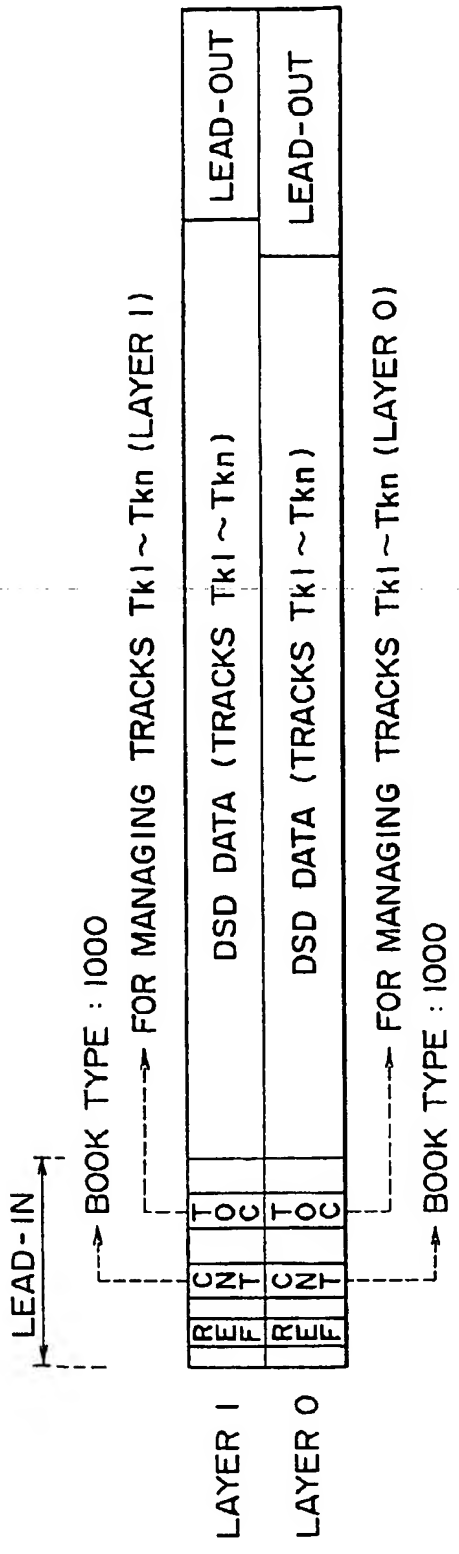 LEAD-IN
BOOK TYPE : 1000
FOR MANAGING TRACKS Tk1~Tkn (LAYER 1)
LAYER 1
REF
CNT
TOC
DSD DATA (TRACKS Tk1~Tkn)
LEAD-OUT
LAYER 0
REF
CNT
TOC
DSD DATA (TRACKS Tk1~Tkn)
LEAD-OUT
FOR MANAGING TRACKS Tk1~Tkn (LAYER 0)
BOOK TYPE : 1000